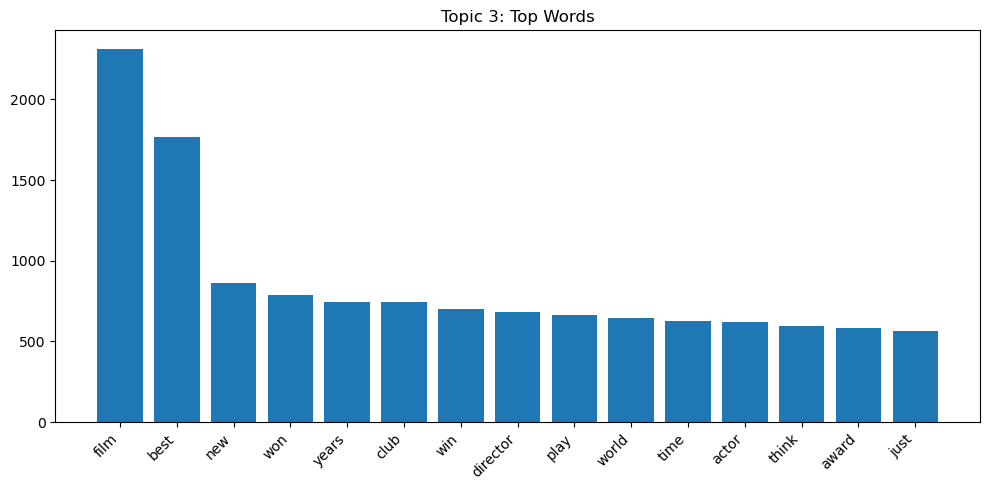 Topic 3: Top Words
2000
1500
1000
500
0
film best new won years club win director play world time actor think award just